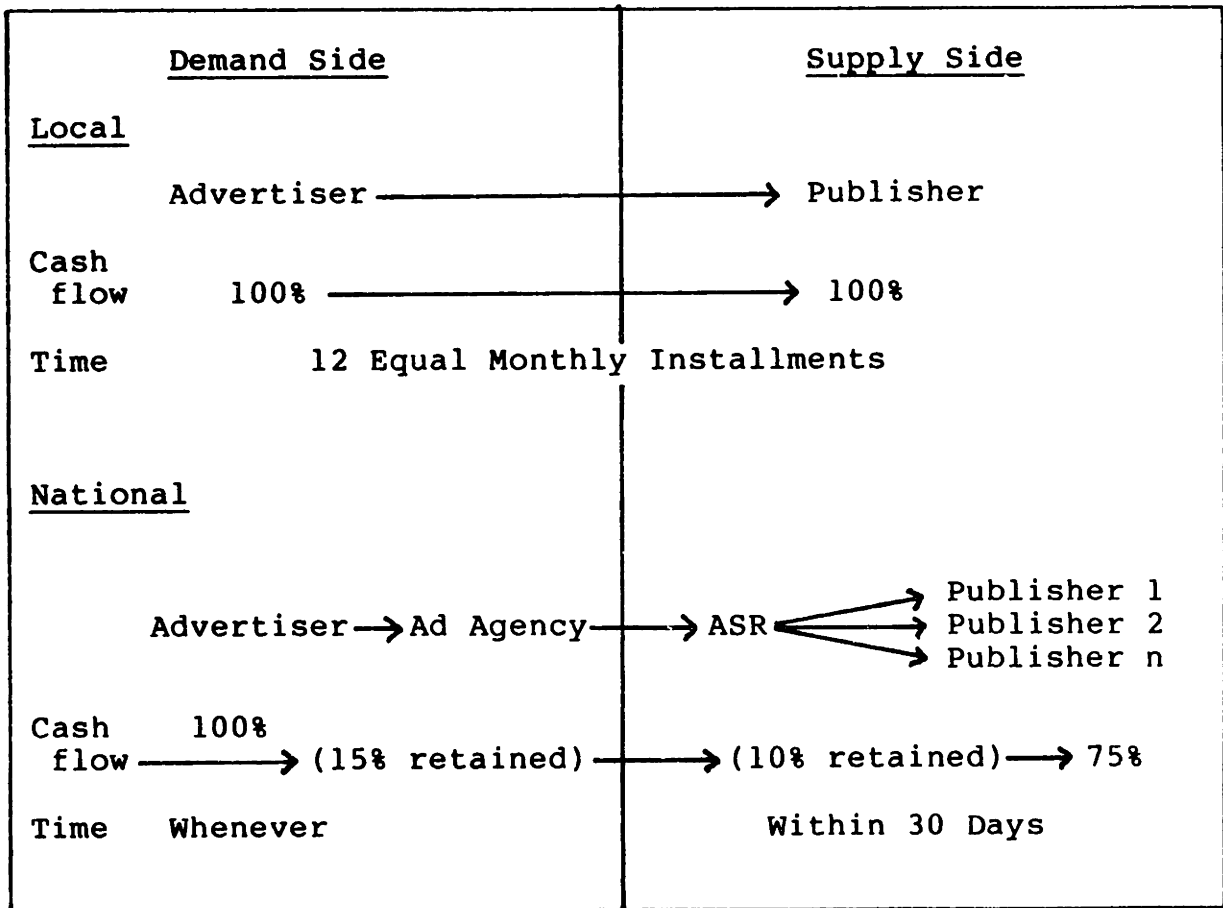 Demand Side Supply Side
Local
Advertiser Publisher
Cash
flow 100% 100%
Time 12 Equal Monthly Installments
National
Publisher 1
Advertiser Ad Agency ASR Publisher 2
Publisher n
Cash 100%
flow (15% retained) (10% retained) 75%
Time Whenever Within 30 Days